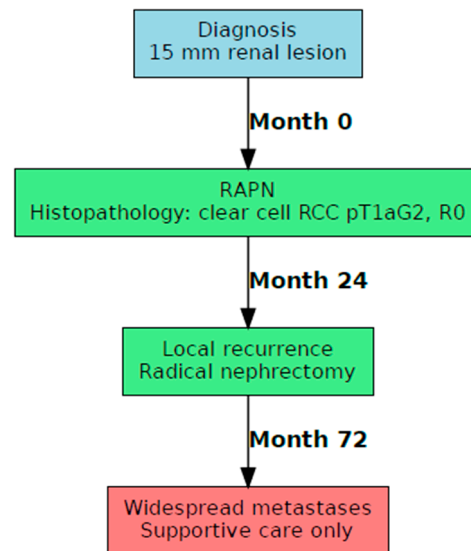 Diagnosis
15 mm renal lesion
Month 0
RAPN
Histopathology: clear cell RCC pT1aG2, R0
Month 24
Local recurrence
Radical nephrectomy
Month 72
Widespread metastases
Supportive care only